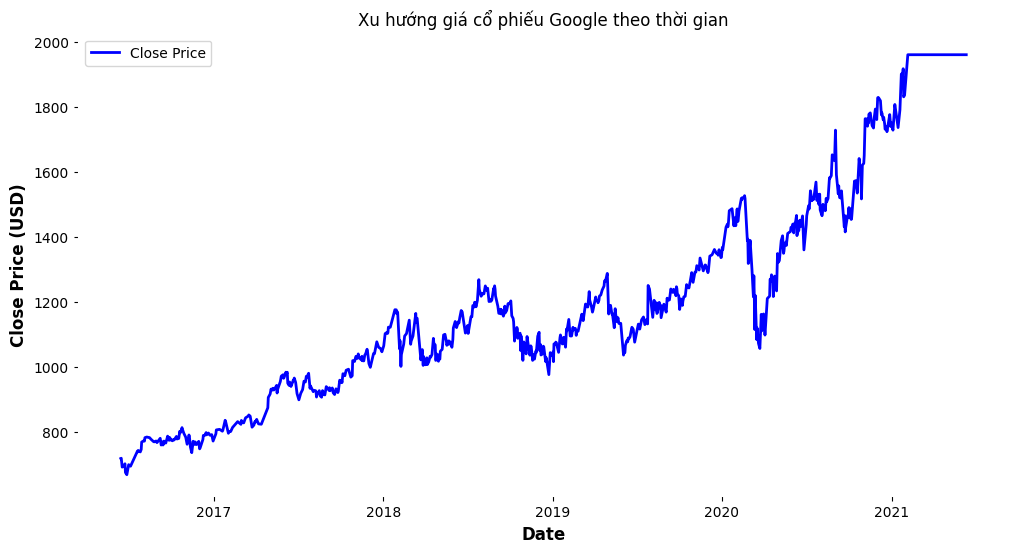 Xu hướng giá cổ phiếu Google theo thời gian
Close Price
2000
1800
1600
1400
1200
1000
800
Close Price (USD)
2017 2018 2019 2020 2021
Date